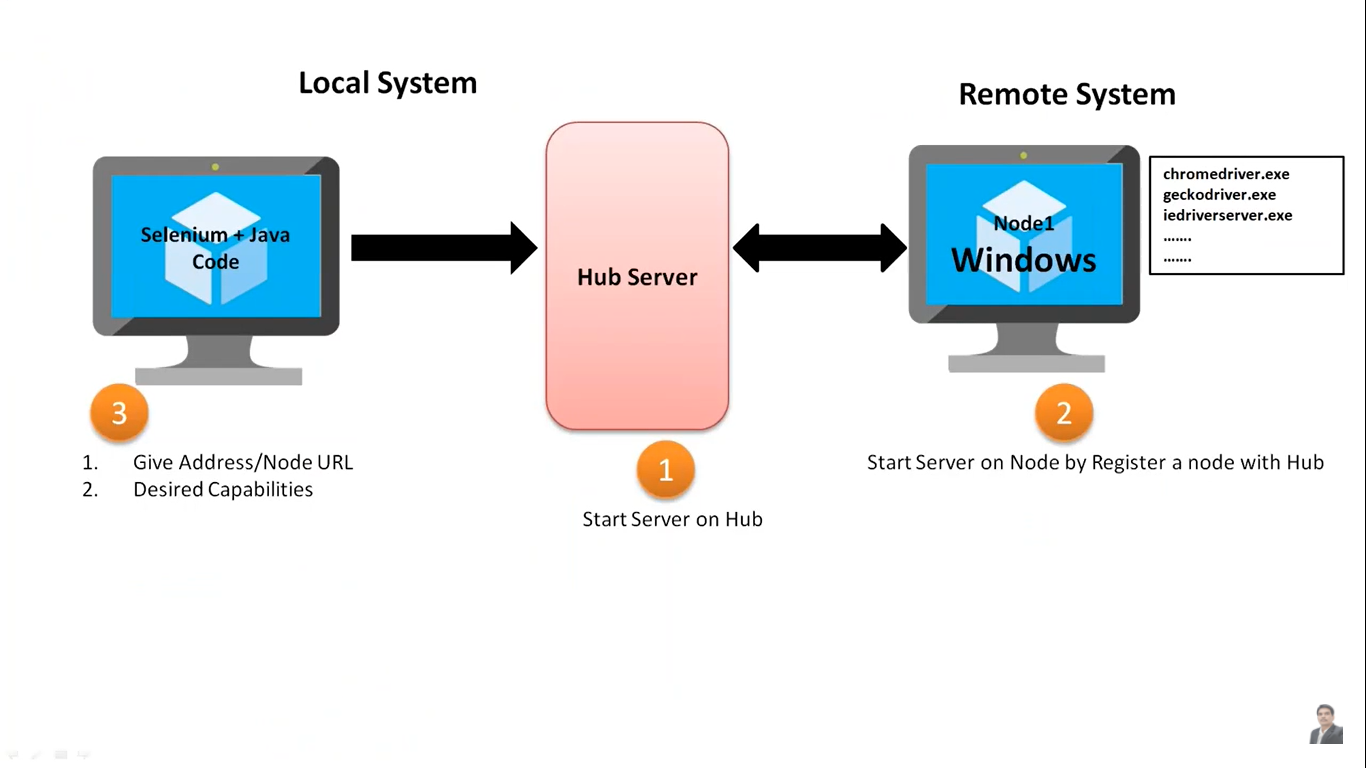 Local System
Remote System
Selenium + Java
Code
Hub Server
Node1
Windows
chromedriver.exe
geckodriver.exe
iedriverserver.exe
.......
.......
3
1. Give Address/Node URL
2. Desired Capabilities
1
Start Server on Hub
2
Start Server on Node by Register a node with Hub